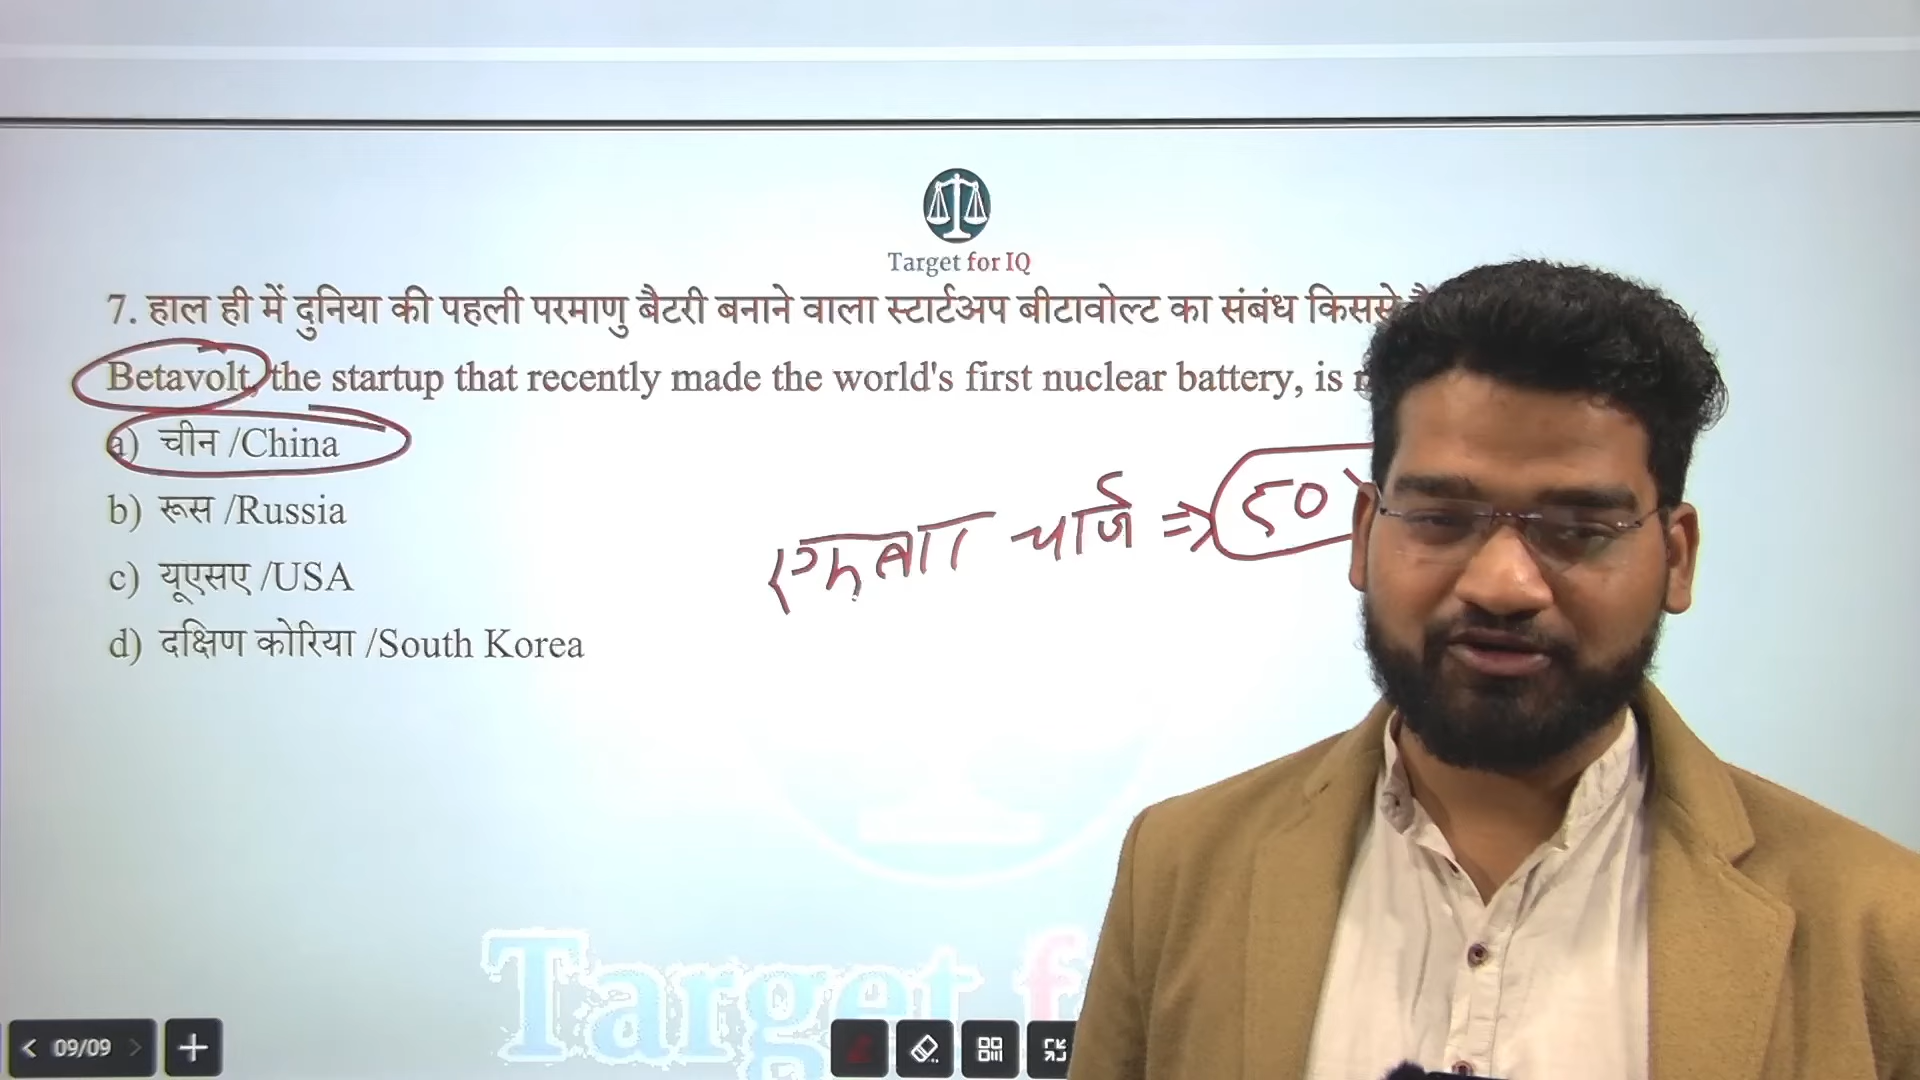 Target for IQ
7. हाल ही में दुनिया की पहली परमाणु बैटरी बनाने वाला स्टार्टअप बीटावोल्ट का संबंध किससे
Betavolt, the startup that recently made the world's first nuclear battery, is
a) चीन /China
b) रूस /Russia
c) यूएसए /USA
d) दक्षिण कोरिया /South Korea
चार्ज ⇒ 50
Target f
09/09